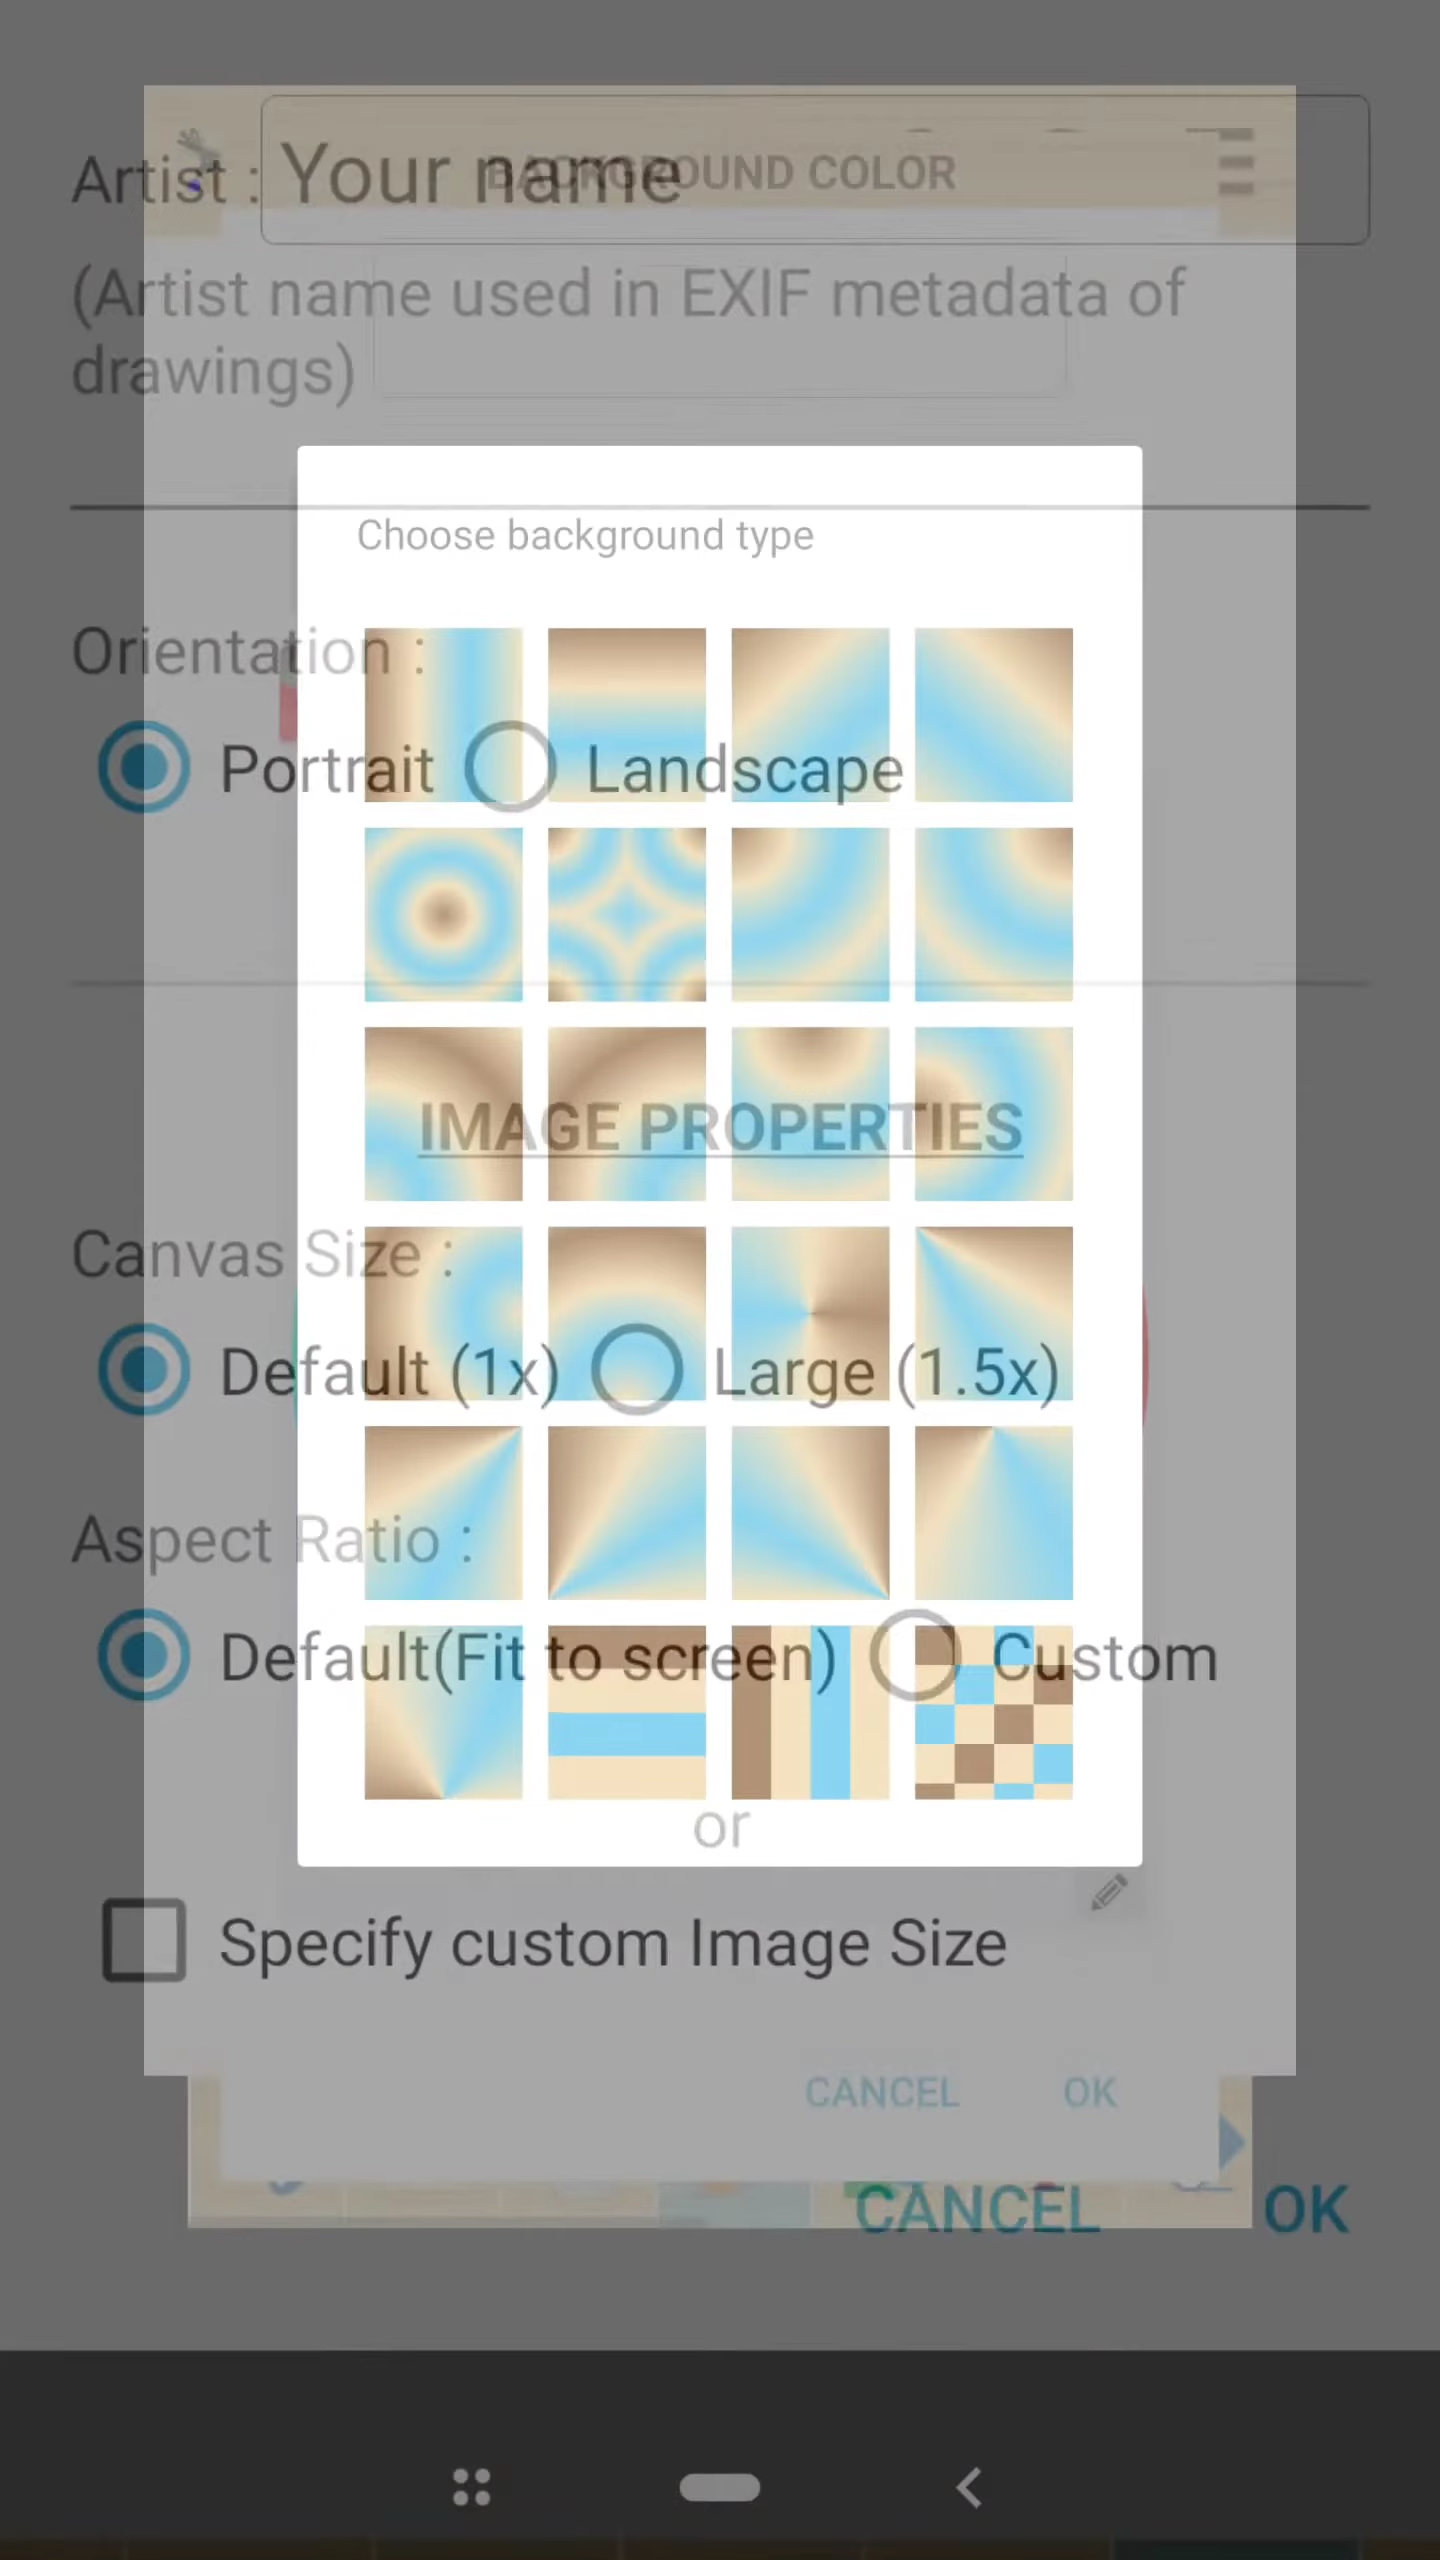 Artist : Your name
BACKGROUND COLOR
(Artist name used in EXIF metadata of
drawings)
Choose background type
Orientation :
Portrait Landscape
IMAGE PROPERTIES
Canvas Size :
Default (1x) Large (1.5x)
Aspect Ratio :
Default(Fit to screen) Custom
or
Specify custom Image Size
CANCEL OK
CANCEL OK